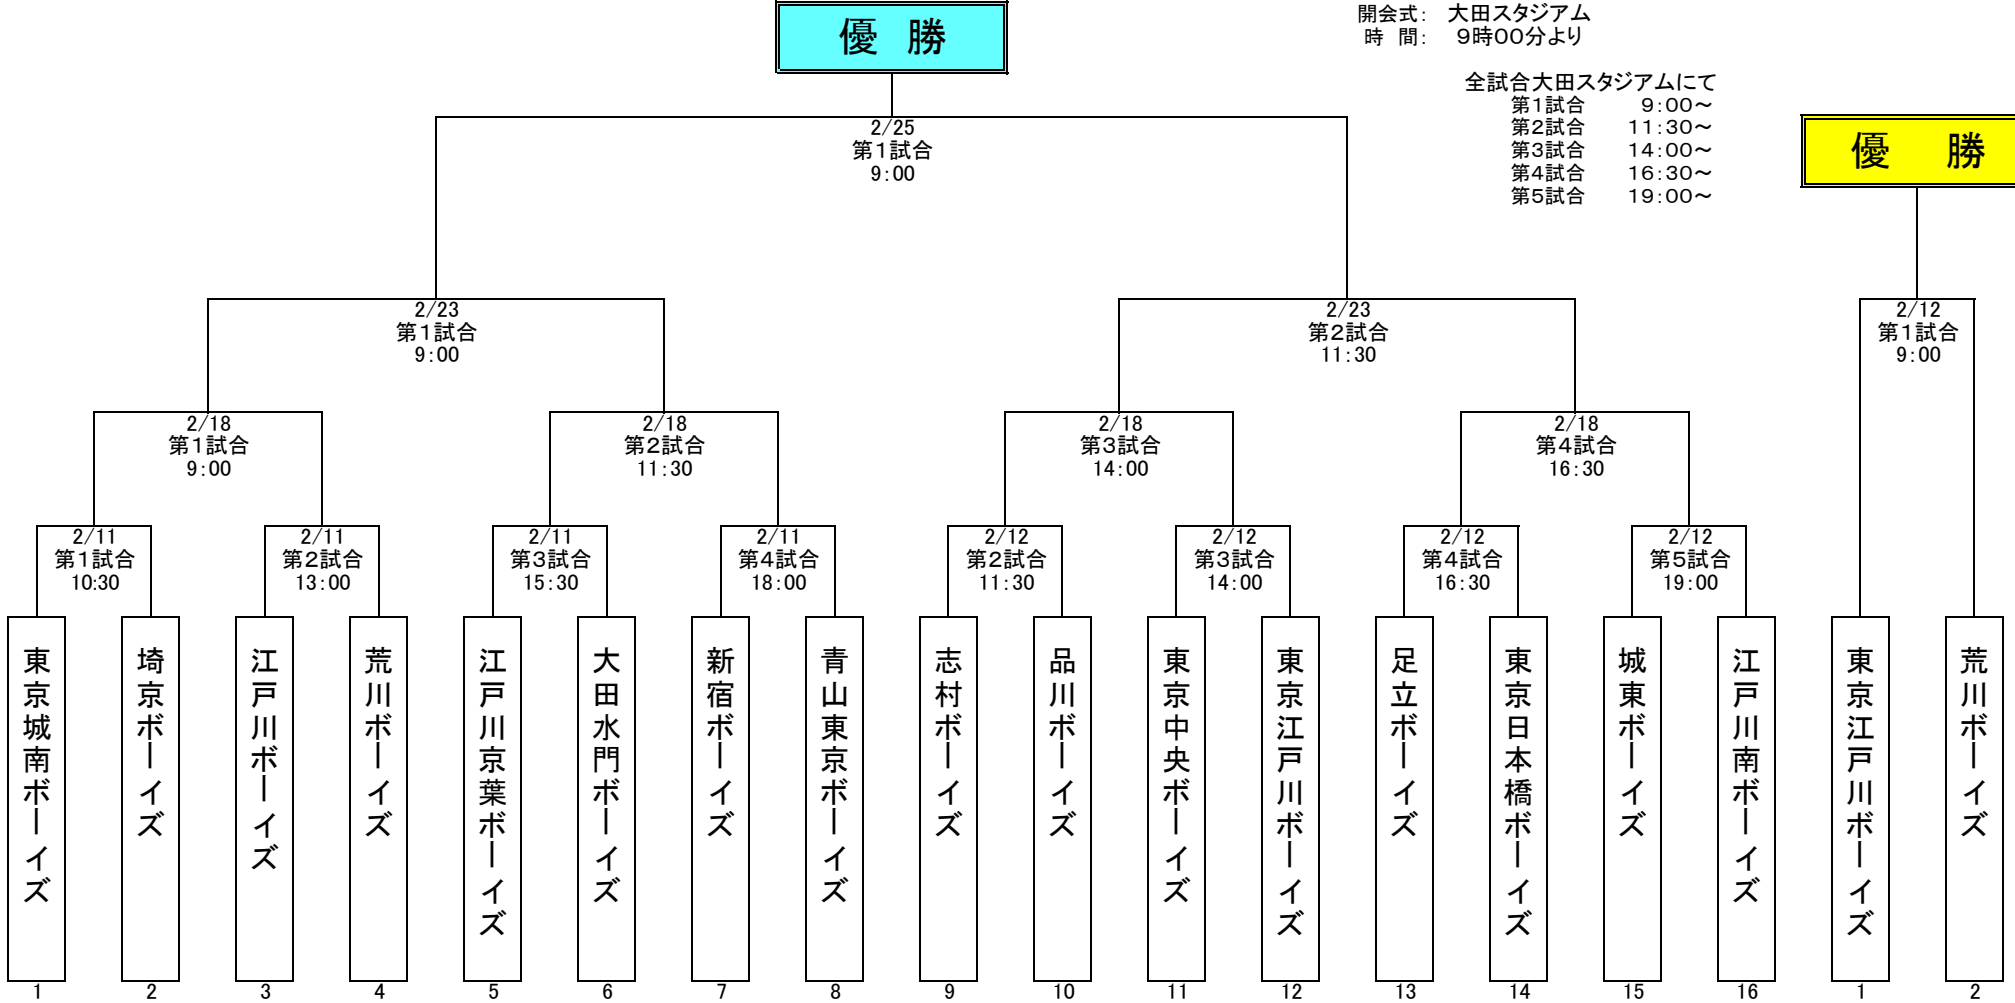 優 勝
開会式: 大田スタジアム
時 間: 9時00分より
全試合大田スタジアムにて
第1試合 9:00～
第2試合 11:30～
第3試合 14:00～
第4試合 16:30～
第5試合 19:00～
優 勝
2/25
第1試合
9:00
2/23
第1試合
9:00
2/23
第2試合
11:30
2/12
第1試合
9:00
2/18
第1試合
9:00
2/18
第2試合
11:30
2/18
第3試合
14:00
2/18
第4試合
16:30
2/11
第1試合
10:30
2/11
第2試合
13:00
2/11
第3試合
15:30
2/11
第4試合
18:00
2/12
第2試合
11:30
2/12
第3試合
14:00
2/12
第4試合
16:30
2/12
第5試合
19:00
東京城南ボーイズ
埼京ボーイズ
江戸川ボーイズ
荒川ボーイズ
江戸川京葉ボーイズ
大田水門ボーイズ
新宿ボーイズ
青山東京ボーイズ
志村ボーイズ
品川ボーイズ
東京中央ボーイズ
東京江戸川ボーイズ
足立ボーイズ
東京日本橋ボーイズ
城東ボーイズ
江戸川南ボーイズ
東京江戸川ボーイズ
荒川ボーイズ
1 2 3 4 5 6 7 8 9 10 11 12 13 14 15 16 1 2